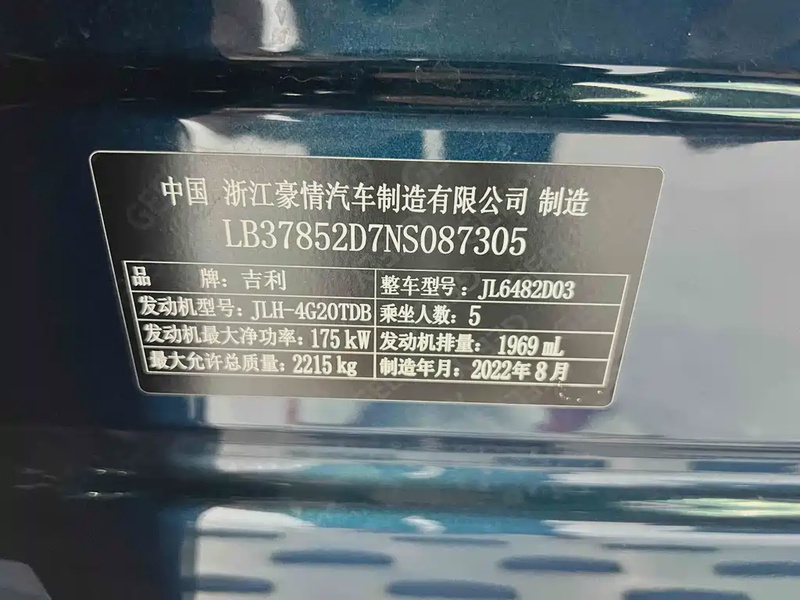 中国 浙江豪情汽车制造有限公司 制造
LB37852D7NS087305
品 牌: 吉利
整车型号: JL6482D03
发动机型号: JLH-4G20TDB
乘坐人数: 5
发动机最大净功率: 175 kW
发动机排量: 1969 mL
最大允许总质量: 2215 kg
制造年月: 2022年 8 月